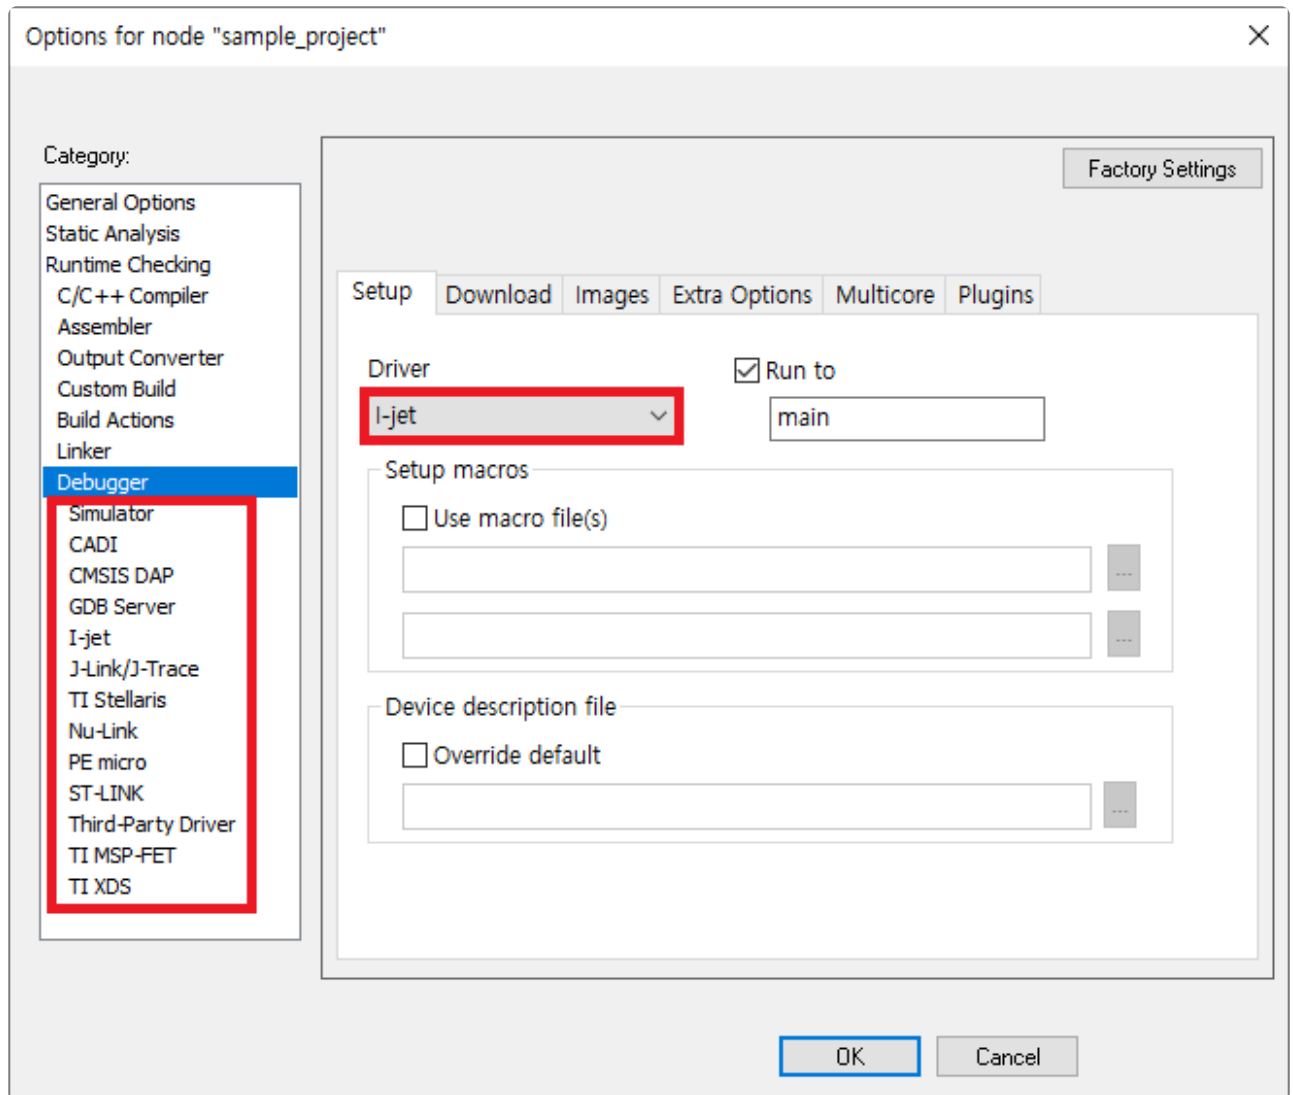 Options for node "sample_project"
Category:
Factory Settings
General Options
Static Analysis
Runtime Checking
C/C++ Compiler
Assembler
Output Converter
Custom Build
Build Actions
Linker
Debugger
Simulator
CADI
CMSIS DAP
GDB Server
I-jet
J-Link/J-Trace
TI Stellaris
Nu-Link
PE micro
ST-LINK
Third-Party Driver
TI MSP-FET
TI XDS
Setup Download Images Extra Options Multicore Plugins
Driver
Run to
I-jet
main
Setup macros
Use macro file(s)
...
...
Device description file
Override default
...
OK Cancel